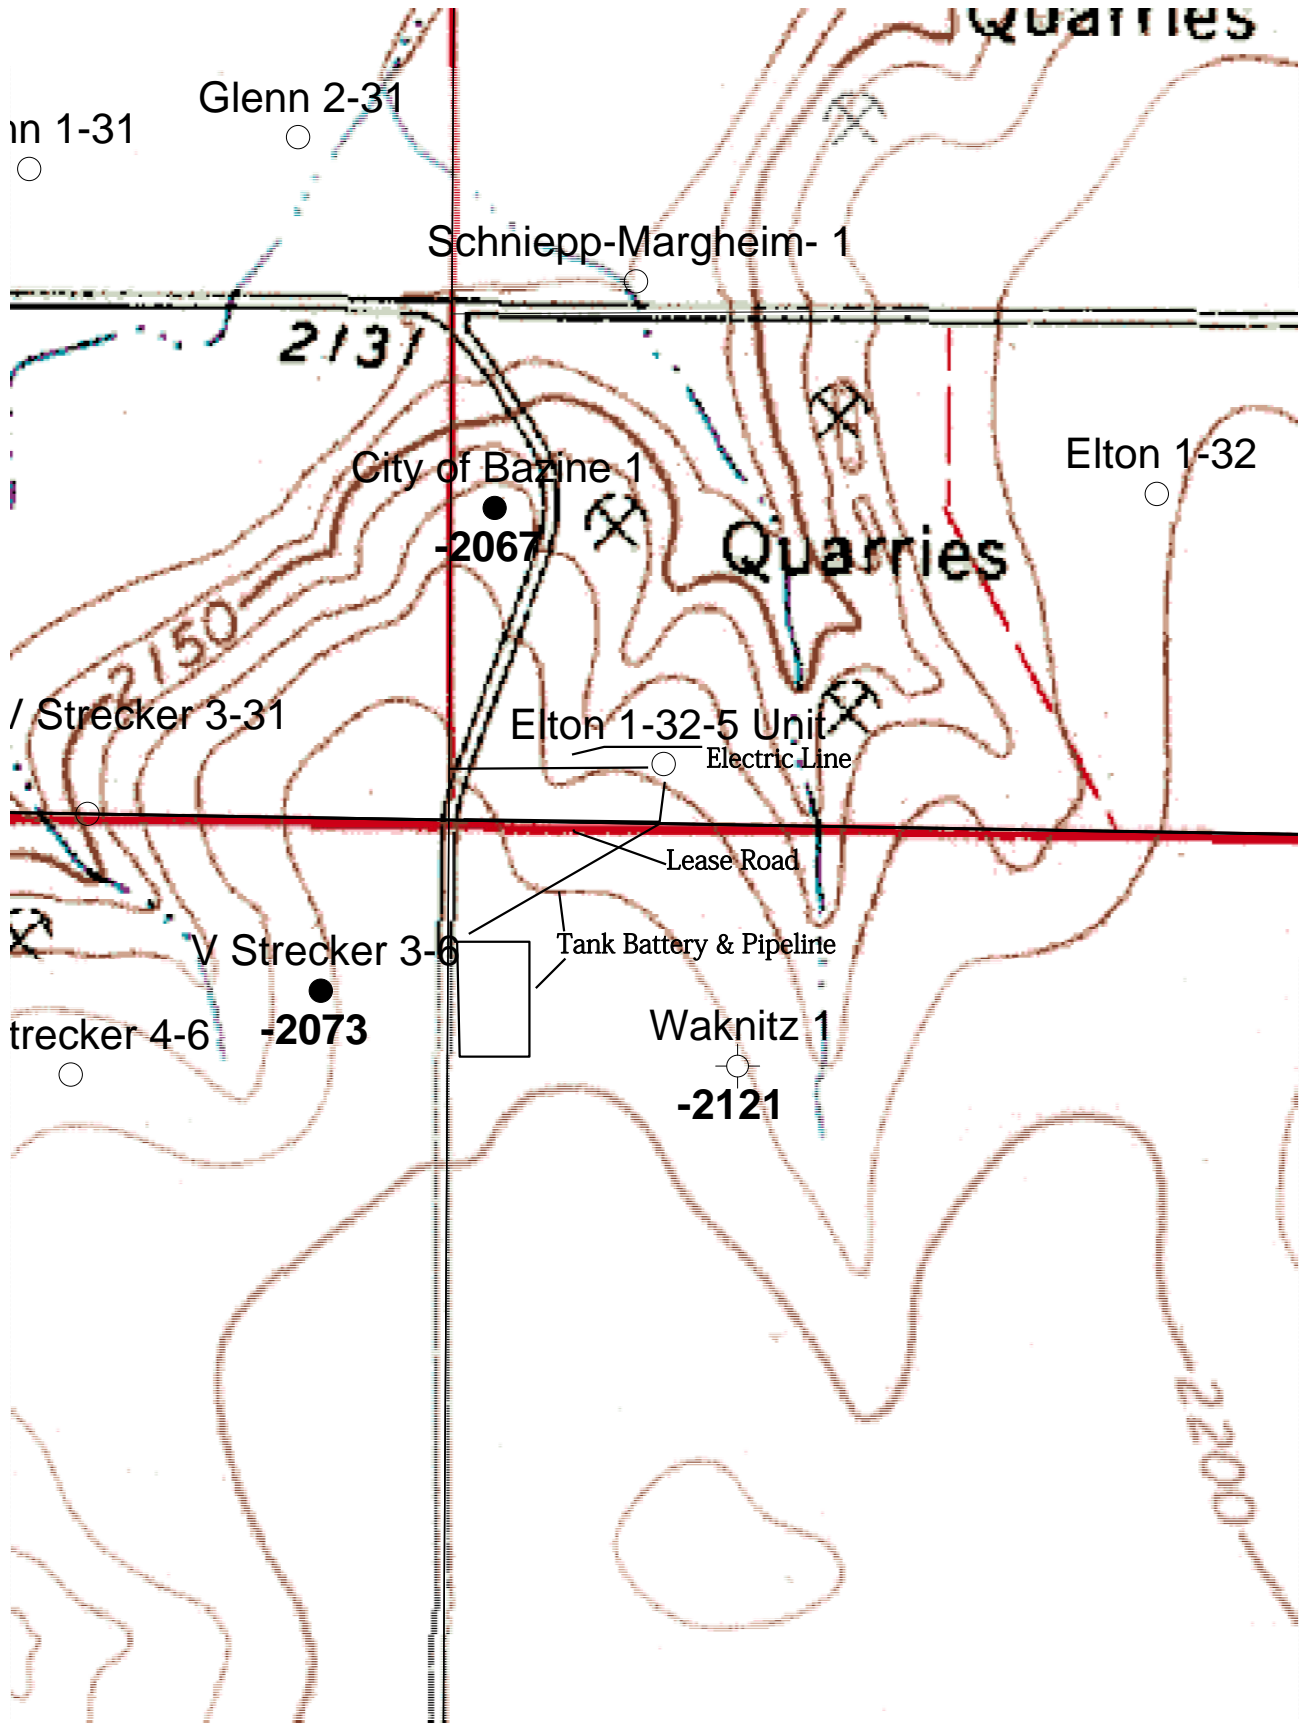 Quarries
Glenn 2-31
nn 1-31
Schniepp-Margheim- 1
2131
City of Bazine 1
-2067
Elton 1-32
Quarries
2150
V Strecker 3-31
Elton 1-32-5 Unit
Electric Line
Lease Road
V Strecker 3-6
Tank Battery & Pipeline
-2073
trecker 4-6
Waknitz 1
-2121
2200